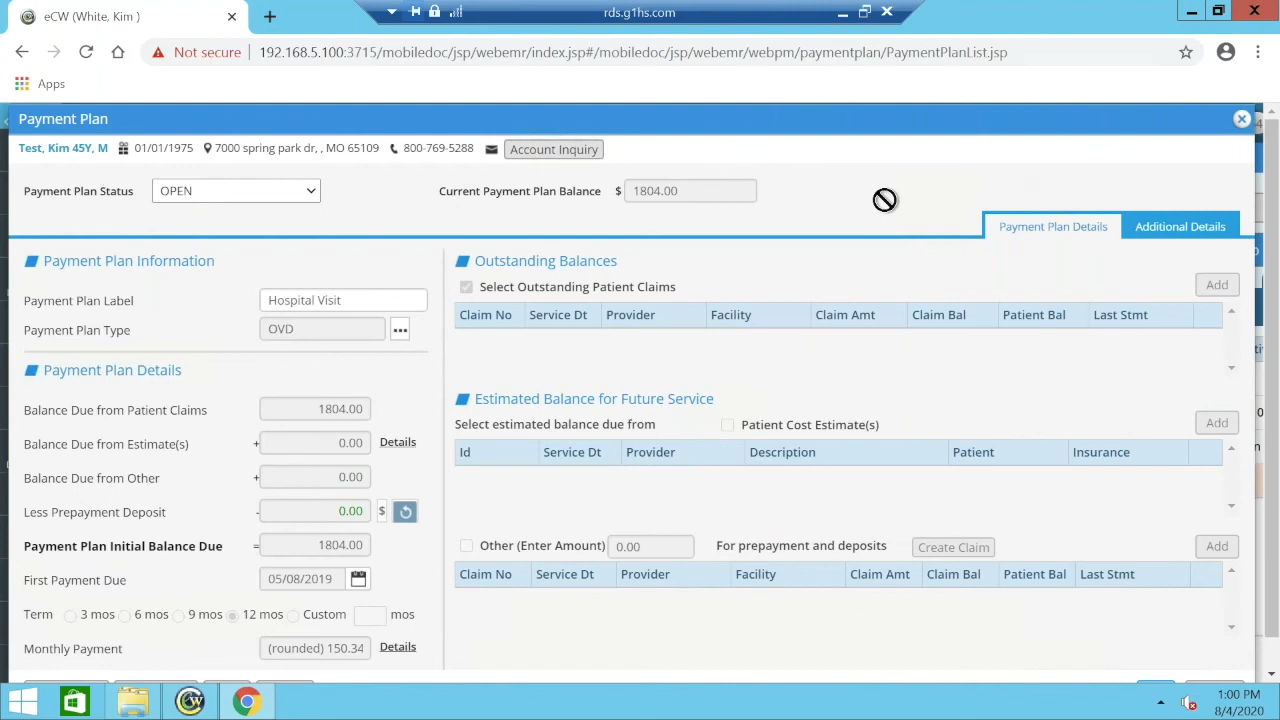 eCW (White, Kim )
rds.g1hs.com
Not secure 192.168.5.100:3715/mobiledoc/jsp/webemr/index.jsp#/mobiledoc/jsp/webemr/webpm/paymentplan/PaymentPlanList.jsp
Apps
Payment Plan
Test, Kim 45Y, M 01/01/1975 7000 spring park dr, , MO 65109 800-769-5288 Account Inquiry
Payment Plan Status OPEN Current Payment Plan Balance $ 1804.00
Payment Plan Details Additional Details
Payment Plan Information
Payment Plan Label Hospital Visit
Payment Plan Type OVD ...
Payment Plan Details
Balance Due from Patient Claims 1804.00
Balance Due from Estimate(s) + 0.00 Details
Balance Due from Other + 0.00
Less Prepayment Deposit - 0.00 $
Payment Plan Initial Balance Due = 1804.00
First Payment Due 05/08/2019
Term 3 mos 6 mos 9 mos 12 mos Custom mos
Monthly Payment (rounded) 150.34 Details
Outstanding Balances
Select Outstanding Patient Claims Add
Claim No Service Dt Provider Facility Claim Amt Claim Bal Patient Bal Last Stmt
Estimated Balance for Future Service
Select estimated balance due from Patient Cost Estimate(s) Add
Id Service Dt Provider Description Patient Insurance
Other (Enter Amount) 0.00 For prepayment and deposits Create Claim Add
Claim No Service Dt Provider Facility Claim Amt Claim Bal Patient Bal Last Stmt
1:00 PM
8/4/2020